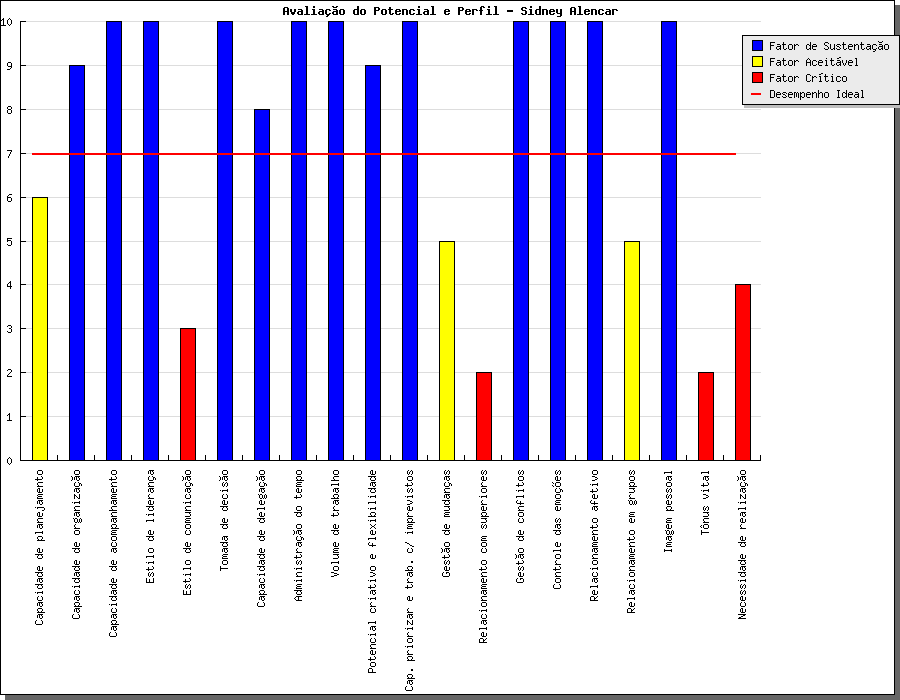 Avaliação do Potencial e Perfil - Sidney Alencar
Fator de Sustentação
Fator Aceitável
Fator Crítico
Desempenho Ideal
10
9
8
7
6
5
4
3
2
1
0
Capacidade de planejamento
Capacidade de organização
Capacidade de acompanhamento
Estilo de liderança
Estilo de comunicação
Tomada de decisão
Capacidade de delegação
Administração do tempo
Volume de trabalho
Potencial criativo e flexibilidade
Cap. priorizar e trab. c/ imprevistos
Gestão de mudanças
Relacionamento com superiores
Gestão de conflitos
Controle das emoções
Relacionamento afetivo
Relacionamento em grupos
Imagem pessoal
Tônus vital
Necessidade de realização